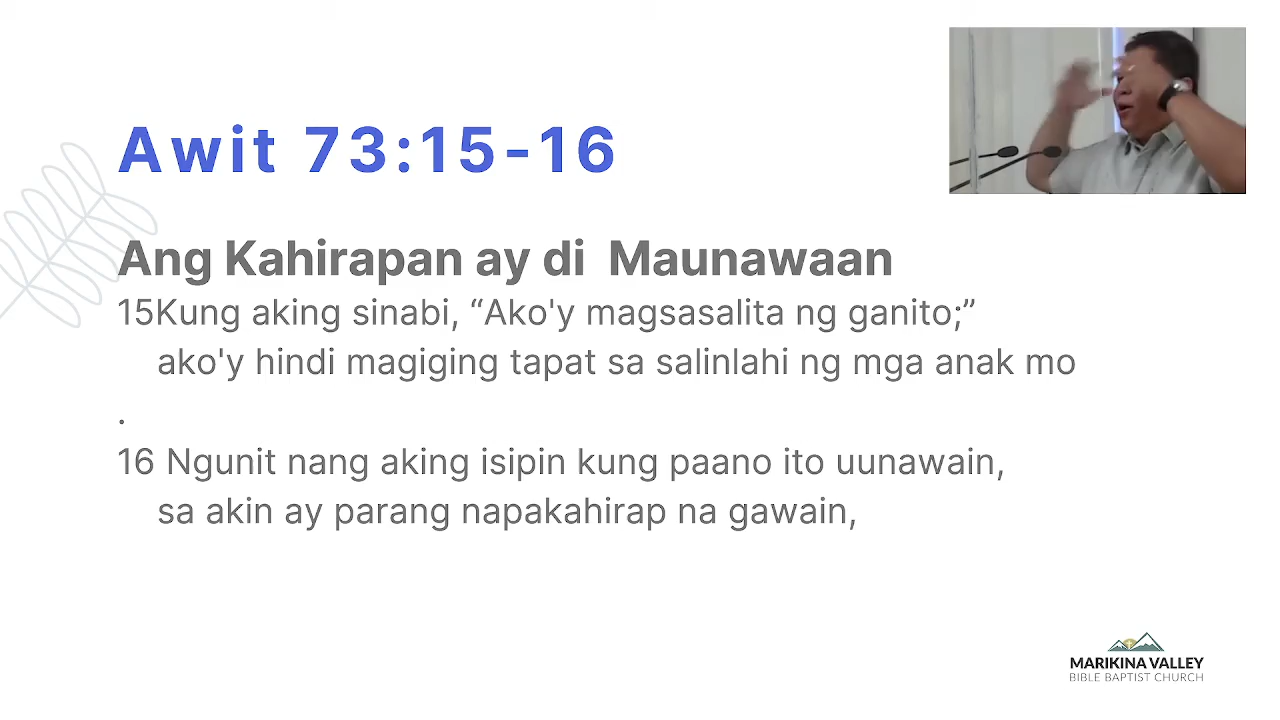 Awit 73:15-16
Ang Kahirapan ay di  Maunawaan
15Kung aking sinabi, “Ako'y magsasalita ng ganito;”
ako'y hindi magiging tapat sa salinlahi ng mga anak mo
.
16 Ngunit nang aking isipin kung paano ito uunawain,
sa akin ay parang napakahirap na gawain,
MARIKINA VALLEY
BIBLE BAPTIST CHURCH